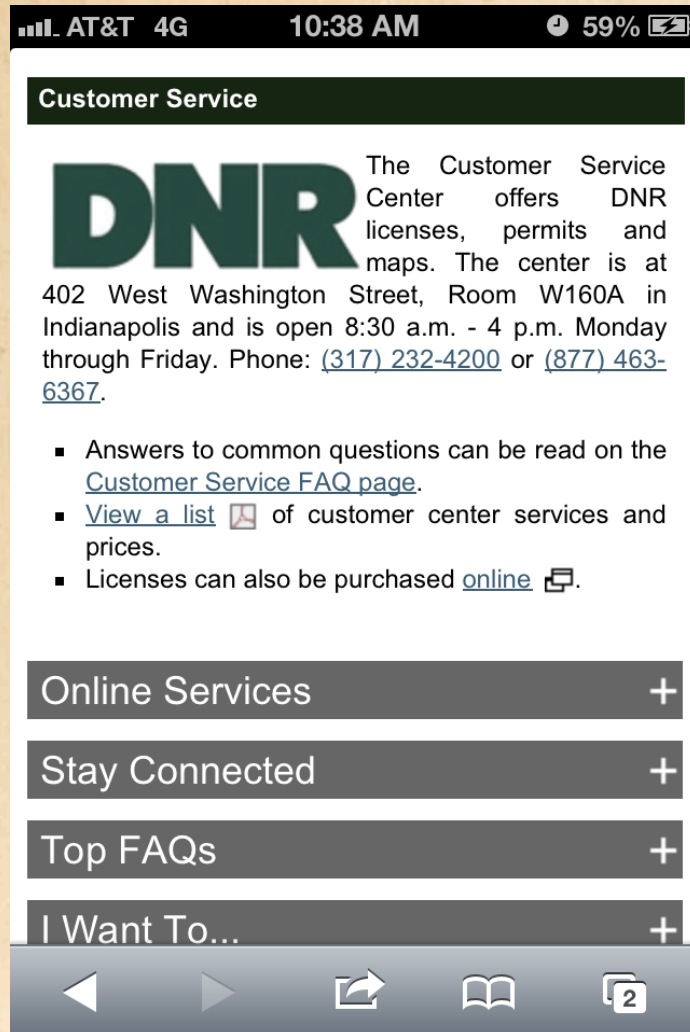 AT&T 4G 10:38 AM 59%
Customer Service
DNR
The Customer Service
Center offers DNR
licenses, permits and
maps. The center is at
402 West Washington Street, Room W160A in
Indianapolis and is open 8:30 a.m. - 4 p.m. Monday
through Friday. Phone: (317) 232-4200 or (877) 463-
6367.
Answers to common questions can be read on the
Customer Service FAQ page.
View a list of customer center services and
prices.
Licenses can also be purchased online.
Online Services +
Stay Connected +
Top FAQs +
I Want To... +
2